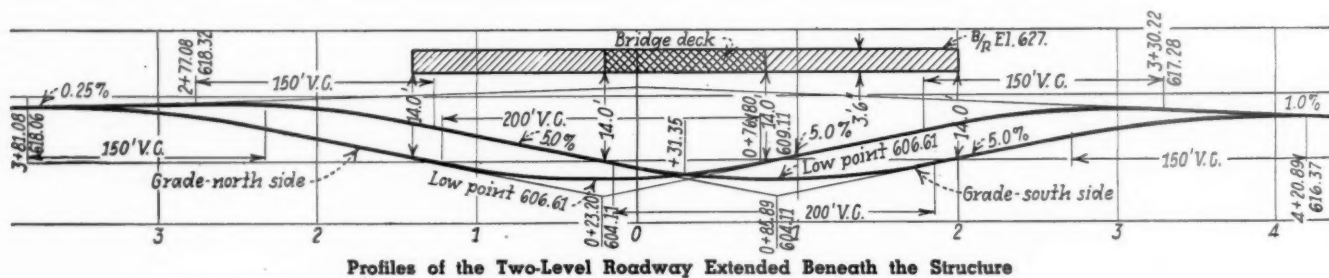 Bridge deck
B/R El. 627.
2+77.08
618.32
3+30.22
617.28
150' V.C.
150' V.C.
0.25%
14.0'
200' V.C.
5.0%
14.0'
+31.35
14.0'
609.11
5.0%
3'6"
14.0'
5.0%
1.0%
3+81.08
618.06
150' V.C.
Grade-north side
Low point 606.61
0+23.20
604.11
Low point 606.61
0+84.89
604.11
200' V.C.
Grade-south side
150' V.C.
4+20.89
616.37
3 2 1 0 1 2 3 4
Profiles of the Two-Level Roadway Extended Beneath the Structure